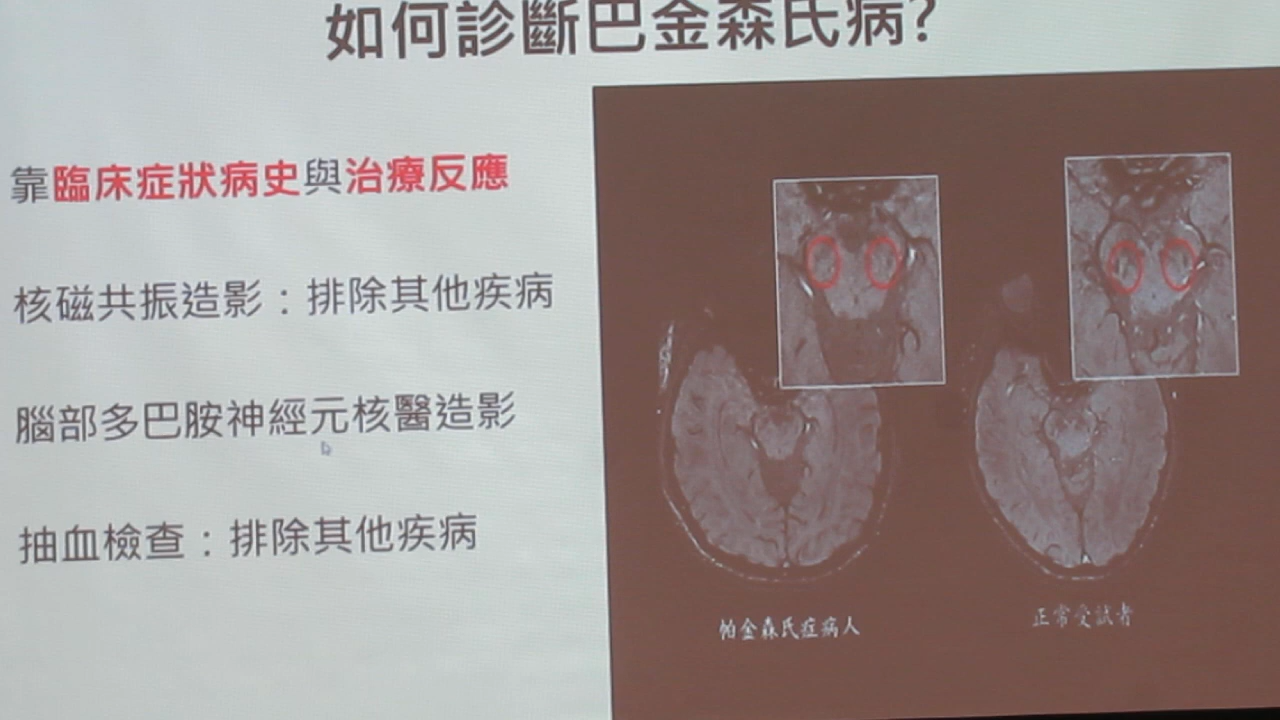 如何診斷巴金森氏病?
靠臨床症狀病史與治療反應
核磁共振造影：排除其他疾病
腦部多巴胺神經元核醫造影
抽血檢查：排除其他疾病
帕金森氏症病人
正常受試者